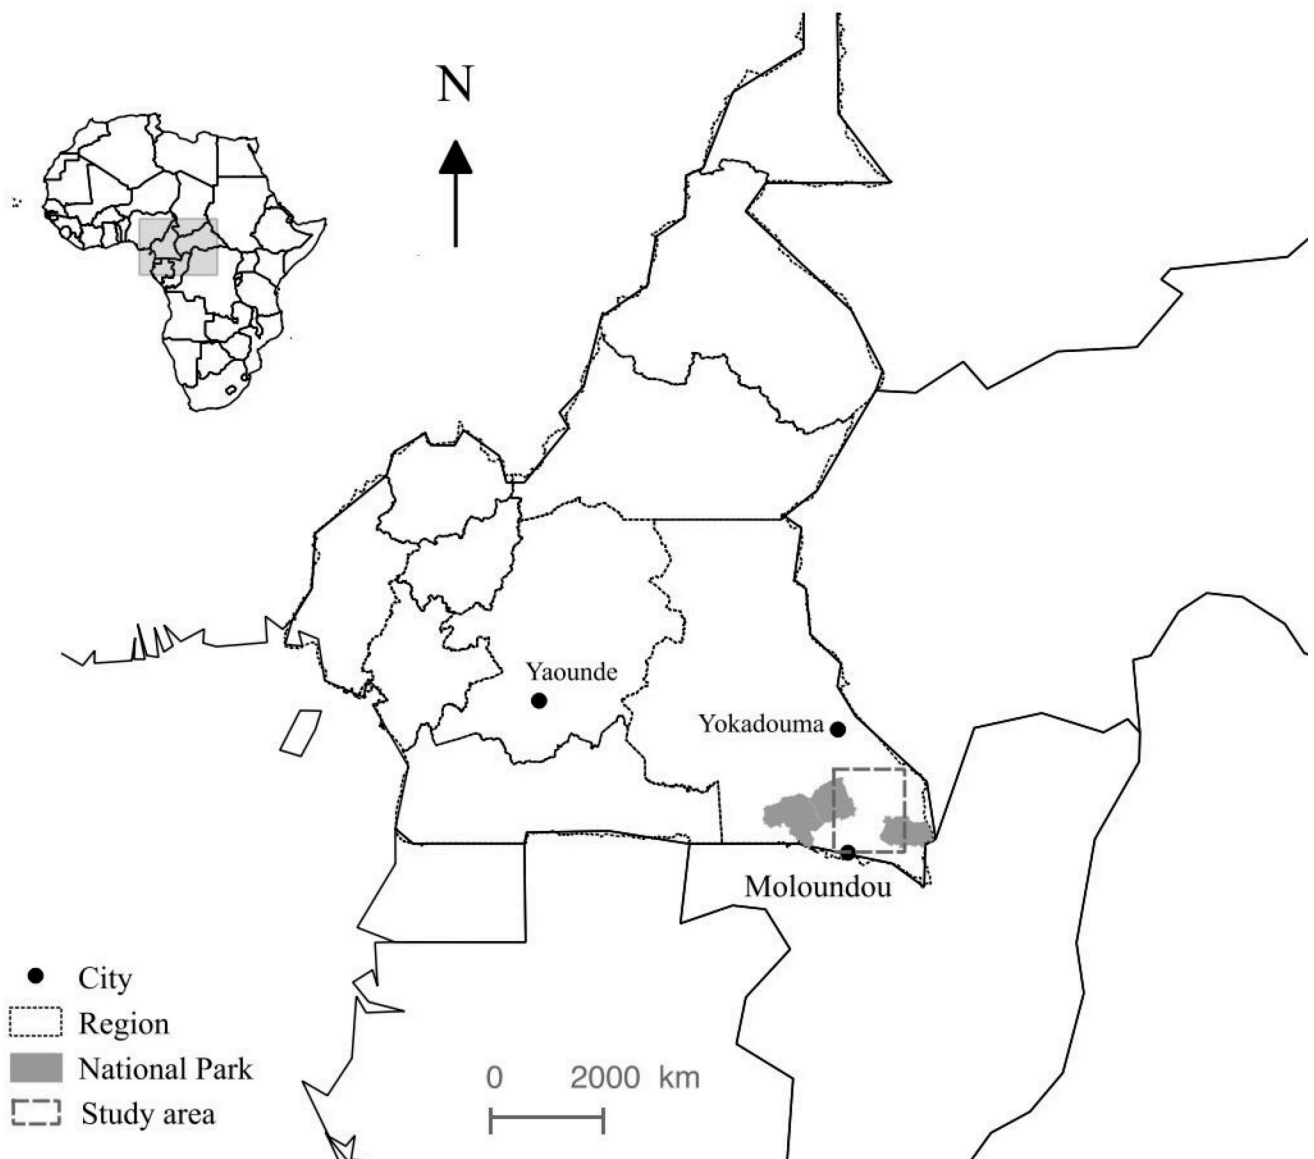 N
Yaounde
Yokadouma
Moloundou
City
Region
National Park
Study area
0 2000 km